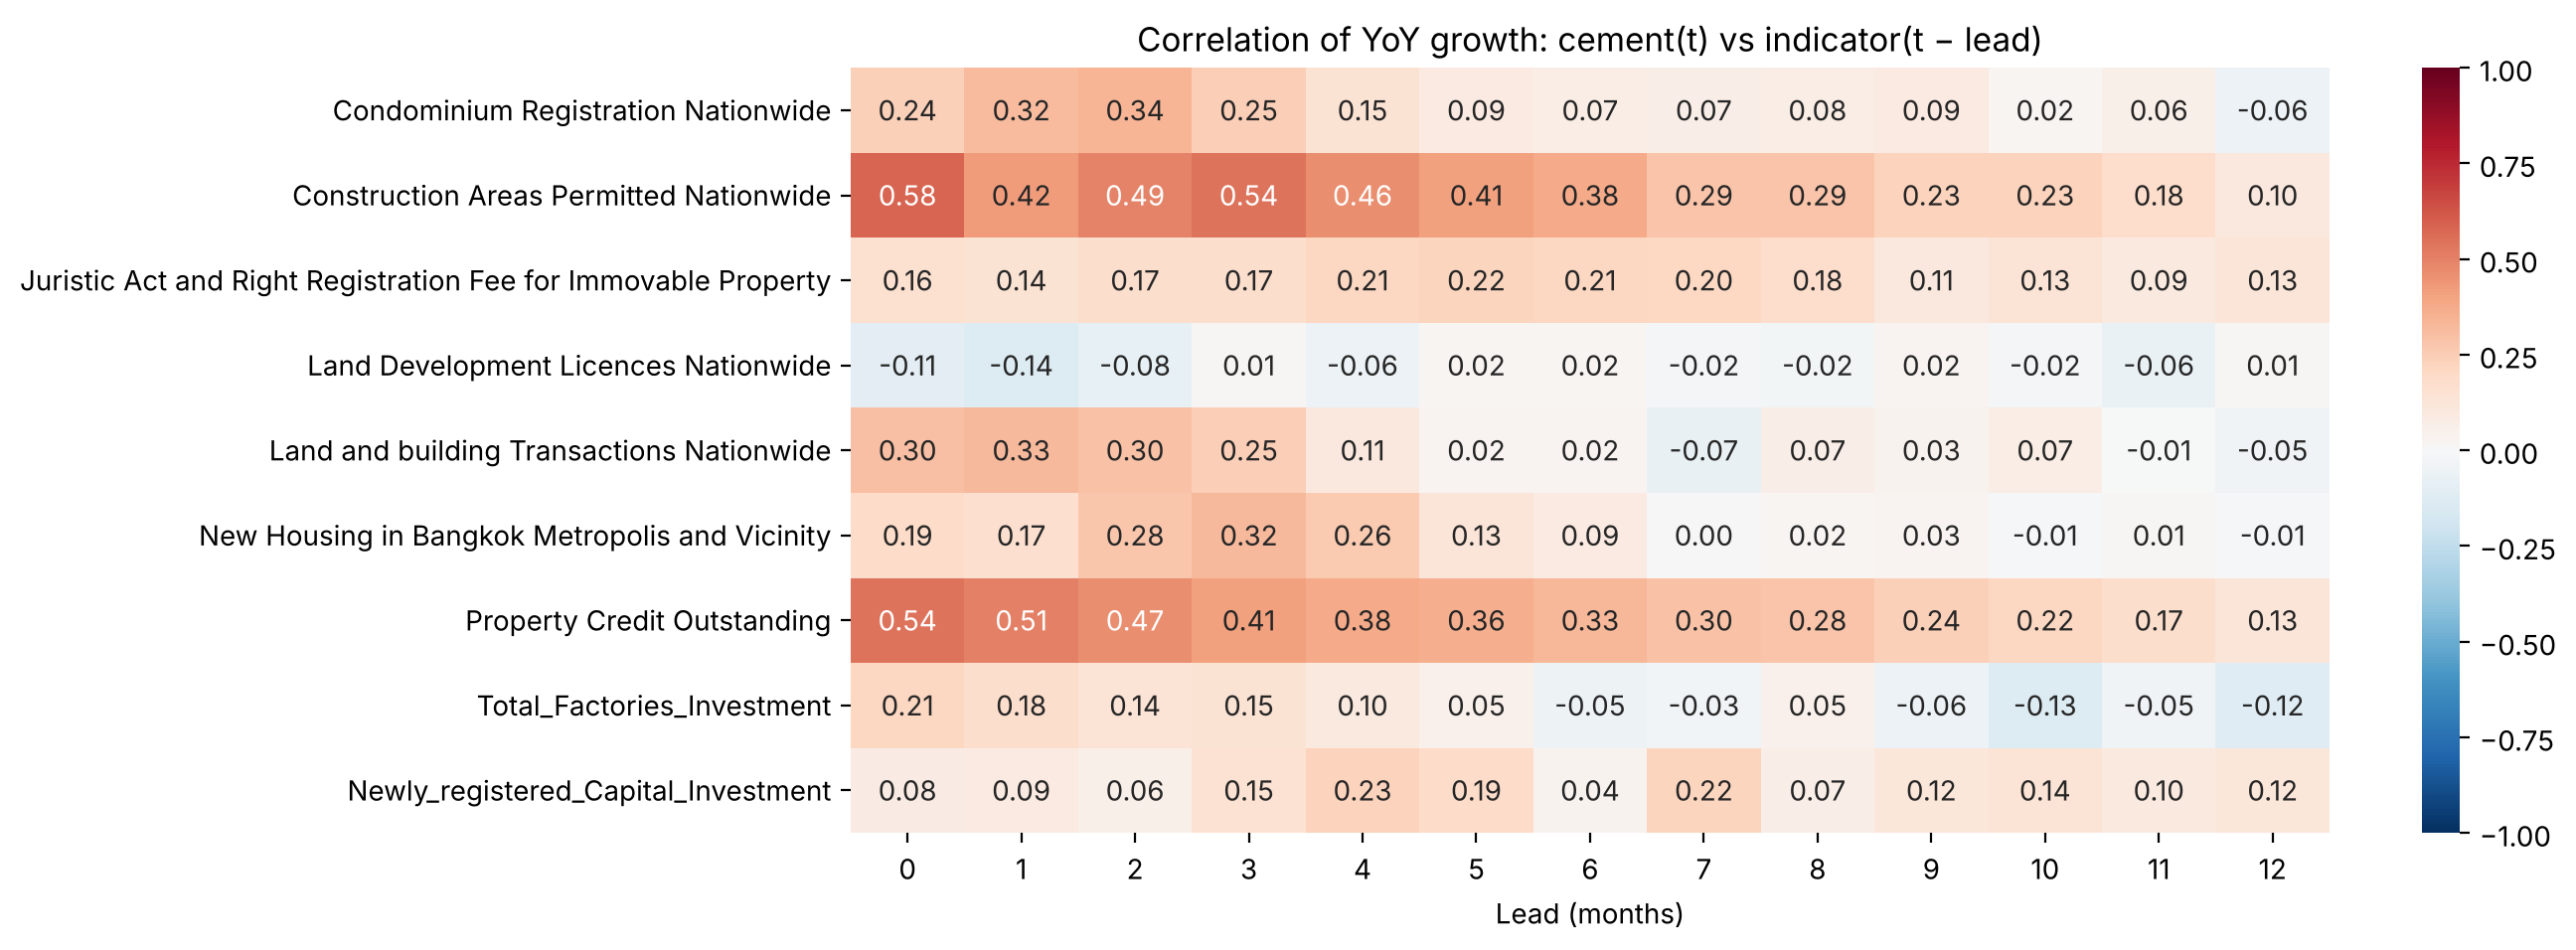 Correlation of YoY growth: cement(t) vs indicator(t − lead)
Condominium Registration Nationwide 0.24 0.32 0.34 0.25 0.15 0.09 0.07 0.07 0.08 0.09 0.02 0.06 -0.06
Construction Areas Permitted Nationwide 0.58 0.42 0.49 0.54 0.46 0.41 0.38 0.29 0.29 0.23 0.23 0.18 0.10
Juristic Act and Right Registration Fee for Immovable Property 0.16 0.14 0.17 0.17 0.21 0.22 0.21 0.20 0.18 0.11 0.13 0.09 0.13
Land Development Licences Nationwide -0.11 -0.14 -0.08 0.01 -0.06 0.02 0.02 -0.02 -0.02 0.02 -0.02 -0.06 0.01
Land and building Transactions Nationwide 0.30 0.33 0.30 0.25 0.11 0.02 0.02 -0.07 0.07 0.03 0.07 -0.01 -0.05
New Housing in Bangkok Metropolis and Vicinity 0.19 0.17 0.28 0.32 0.26 0.13 0.09 0.00 0.02 0.03 -0.01 0.01 -0.01
Property Credit Outstanding 0.54 0.51 0.47 0.41 0.38 0.36 0.33 0.30 0.28 0.24 0.22 0.17 0.13
Total_Factories_Investment 0.21 0.18 0.14 0.15 0.10 0.05 -0.05 -0.03 0.05 -0.06 -0.13 -0.05 -0.12
Newly_registered_Capital_Investment 0.08 0.09 0.06 0.15 0.23 0.19 0.04 0.22 0.07 0.12 0.14 0.10 0.12
0 1 2 3 4 5 6 7 8 9 10 11 12
Lead (months)
1.00
0.75
0.50
0.25
0.00
−0.25
−0.50
−0.75
−1.00